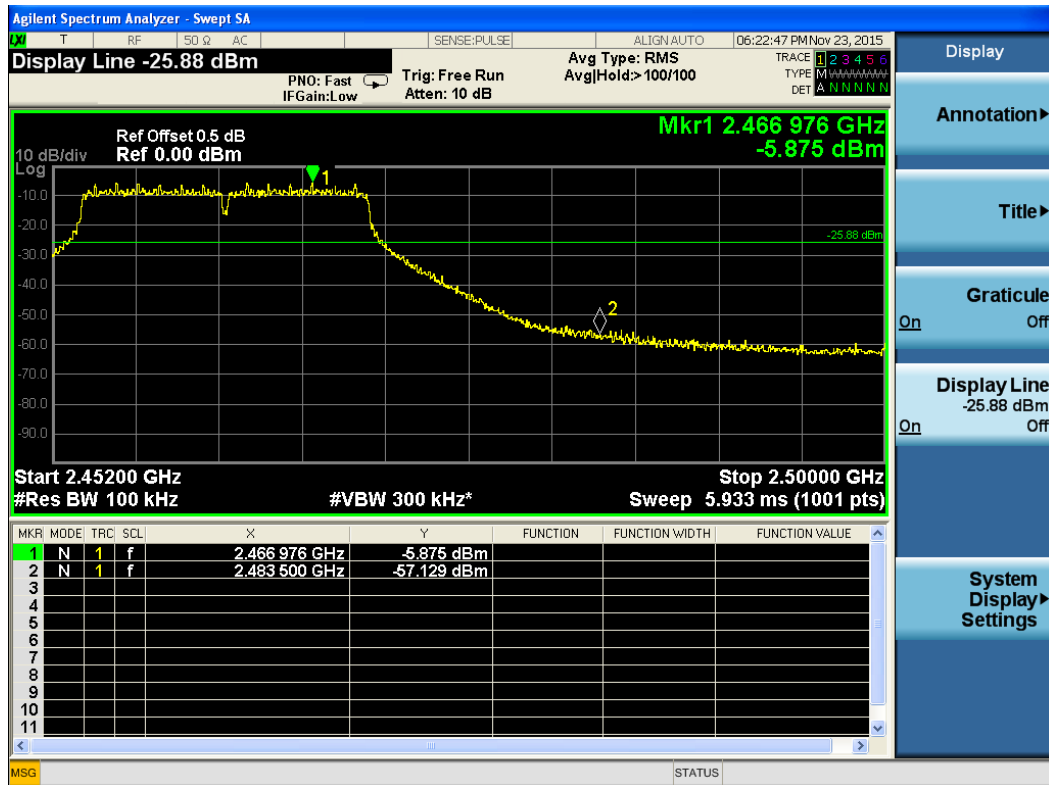 Agilent Spectrum Analyzer - Swept SA
LXI T RF 50 Ω AC SENSE:PULSE ALIGN AUTO 06:22:47 PM Nov 23, 2015
Display Line -25.88 dBm
PNO: Fast
IFGain:Low
Trig: Free Run
Atten: 10 dB
Avg Type: RMS
Avg|Hold:>100/100
TRACE 1 2 3 4 5 6
TYPE M WWWWW
DET A N N N N N
Ref Offset 0.5 dB
Ref 0.00 dBm
10 dB/div
Log
Mkr1 2.466 976 GHz
-5.875 dBm
1
-10.0
-20.0
-25.88 dBm
-30.0
-40.0
-50.0
2
-60.0
-70.0
-80.0
-90.0
Start 2.45200 GHz Stop 2.50000 GHz
#Res BW 100 kHz #VBW 300 kHz* Sweep 5.933 ms (1001 pts)
MKR MODE TRC SCL X Y FUNCTION FUNCTION WIDTH FUNCTION VALUE
1 N 1 f 2.466 976 GHz -5.875 dBm
2 N 1 f 2.483 500 GHz -57.129 dBm
3
4
5
6
7
8
9
10
11
MSG STATUS
Display
Annotation
Title
Graticule
On Off
Display Line
-25.88 dBm
On Off
System
Display
Settings